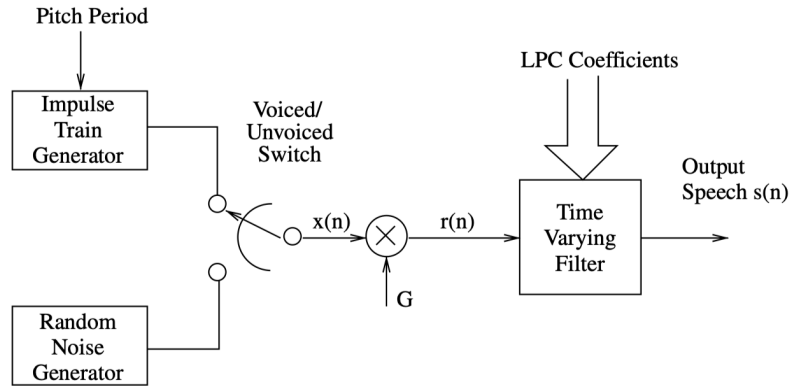 Pitch Period
Impulse
Train
Generator
Voiced/
Unvoiced
Switch
LPC Coefficients
x(n)
r(n)
G
Time
Varying
Filter
Output
Speech s(n)
Random
Noise
Generator